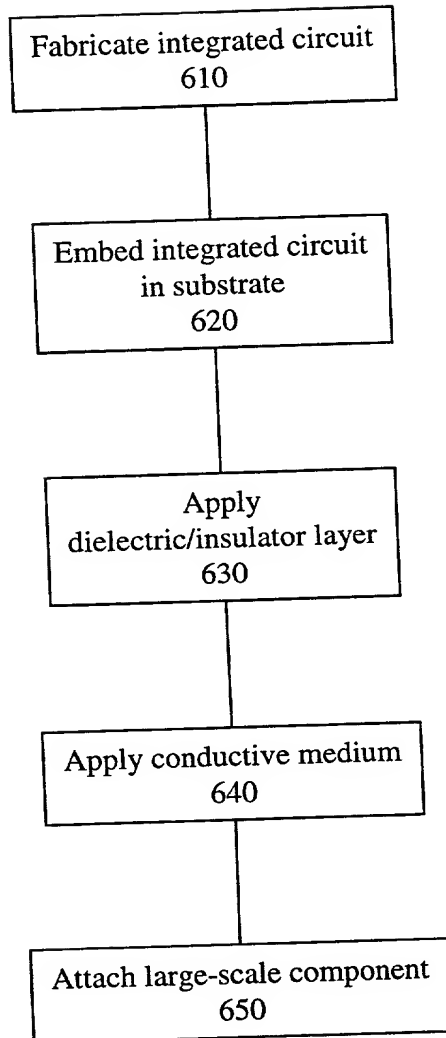 Fabricate integrated circuit
610
Embed integrated circuit
in substrate
620
Apply
dielectric/insulator layer
630
Apply conductive medium
640
Attach large-scale component
650